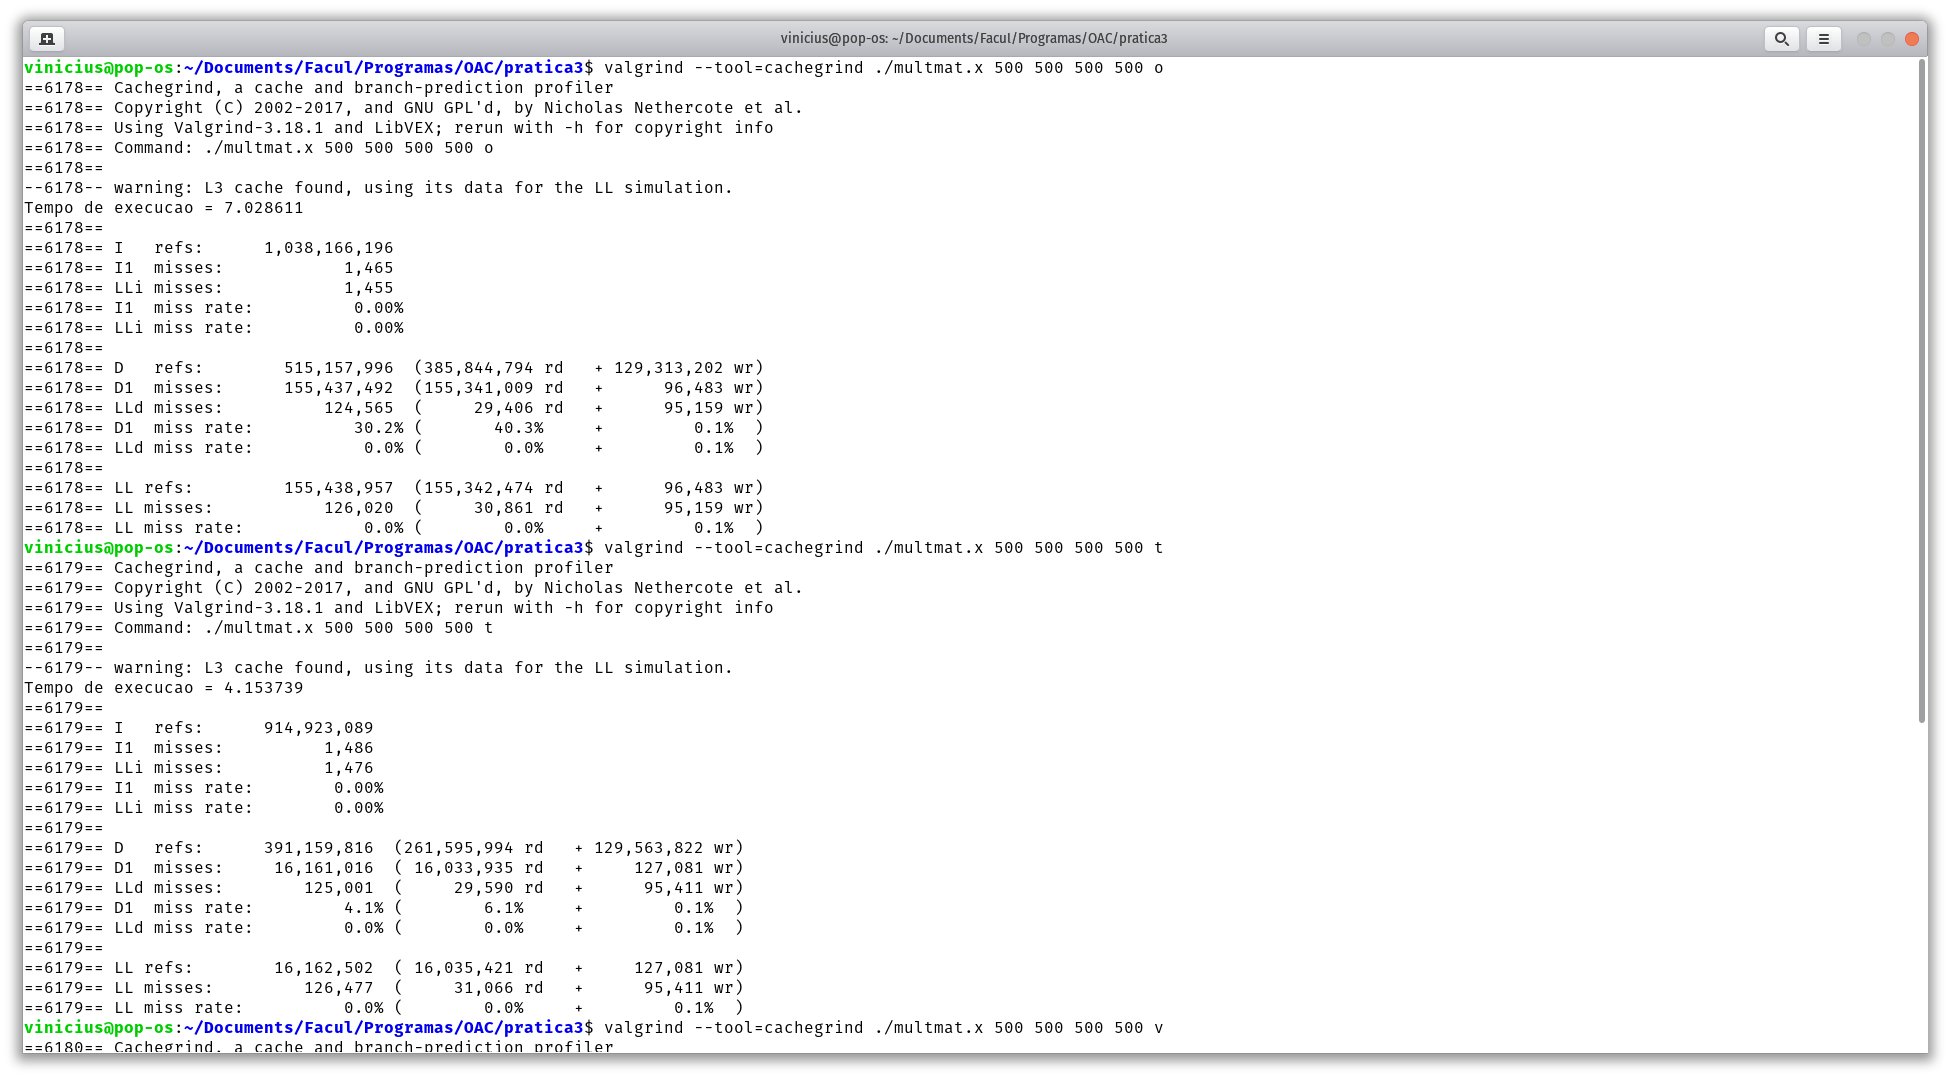 vinicius@pop-os: ~/Documents/Facul/Programas/OAC/pratica3
vinicius@pop-os:~/Documents/Facul/Programas/OAC/pratica3$ valgrind --tool=cachegrind ./multmat.x 500 500 500 500 o
==6178== Cachegrind, a cache and branch-prediction profiler
==6178== Copyright (C) 2002-2017, and GNU GPL'd, by Nicholas Nethercote et al.
==6178== Using Valgrind-3.18.1 and LibVEX; rerun with -h for copyright info
==6178== Command: ./multmat.x 500 500 500 500 o
==6178==
--6178-- warning: L3 cache found, using its data for the LL simulation.
Tempo de execucao = 7.028611
==6178==
==6178== I   refs:      1,038,166,196
==6178== I1  misses:            1,465
==6178== LLi misses:            1,455
==6178== I1  miss rate:          0.00%
==6178== LLi miss rate:          0.00%
==6178==
==6178== D   refs:        515,157,996  (385,844,794 rd   + 129,313,202 wr)
==6178== D1  misses:      155,437,492  (155,341,009 rd   +      96,483 wr)
==6178== LLd misses:          124,565  (     29,406 rd   +      95,159 wr)
==6178== D1  miss rate:          30.2% (       40.3%     +         0.1%  )
==6178== LLd miss rate:           0.0% (        0.0%     +         0.1%  )
==6178==
==6178== LL refs:         155,438,957  (155,342,474 rd   +      96,483 wr)
==6178== LL misses:           126,020  (     30,861 rd   +      95,159 wr)
==6178== LL miss rate:            0.0% (        0.0%     +         0.1%  )
vinicius@pop-os:~/Documents/Facul/Programas/OAC/pratica3$ valgrind --tool=cachegrind ./multmat.x 500 500 500 500 t
==6179== Cachegrind, a cache and branch-prediction profiler
==6179== Copyright (C) 2002-2017, and GNU GPL'd, by Nicholas Nethercote et al.
==6179== Using Valgrind-3.18.1 and LibVEX; rerun with -h for copyright info
==6179== Command: ./multmat.x 500 500 500 500 t
==6179==
--6179-- warning: L3 cache found, using its data for the LL simulation.
Tempo de execucao = 4.153739
==6179==
==6179== I   refs:      914,923,089
==6179== I1  misses:          1,486
==6179== LLi misses:          1,476
==6179== I1  miss rate:        0.00%
==6179== LLi miss rate:        0.00%
==6179==
==6179== D   refs:      391,159,816  (261,595,994 rd   + 129,563,822 wr)
==6179== D1  misses:     16,161,016  ( 16,033,935 rd   +     127,081 wr)
==6179== LLd misses:        125,001  (     29,590 rd   +      95,411 wr)
==6179== D1  miss rate:         4.1% (        6.1%     +         0.1%  )
==6179== LLd miss rate:         0.0% (        0.0%     +         0.1%  )
==6179==
==6179== LL refs:        16,162,502  ( 16,035,421 rd   +     127,081 wr)
==6179== LL misses:         126,477  (     31,066 rd   +      95,411 wr)
==6179== LL miss rate:          0.0% (        0.0%     +         0.1%  )
vinicius@pop-os:~/Documents/Facul/Programas/OAC/pratica3$ valgrind --tool=cachegrind ./multmat.x 500 500 500 500 v
==6180== Cachegrind, a cache and branch-prediction profiler